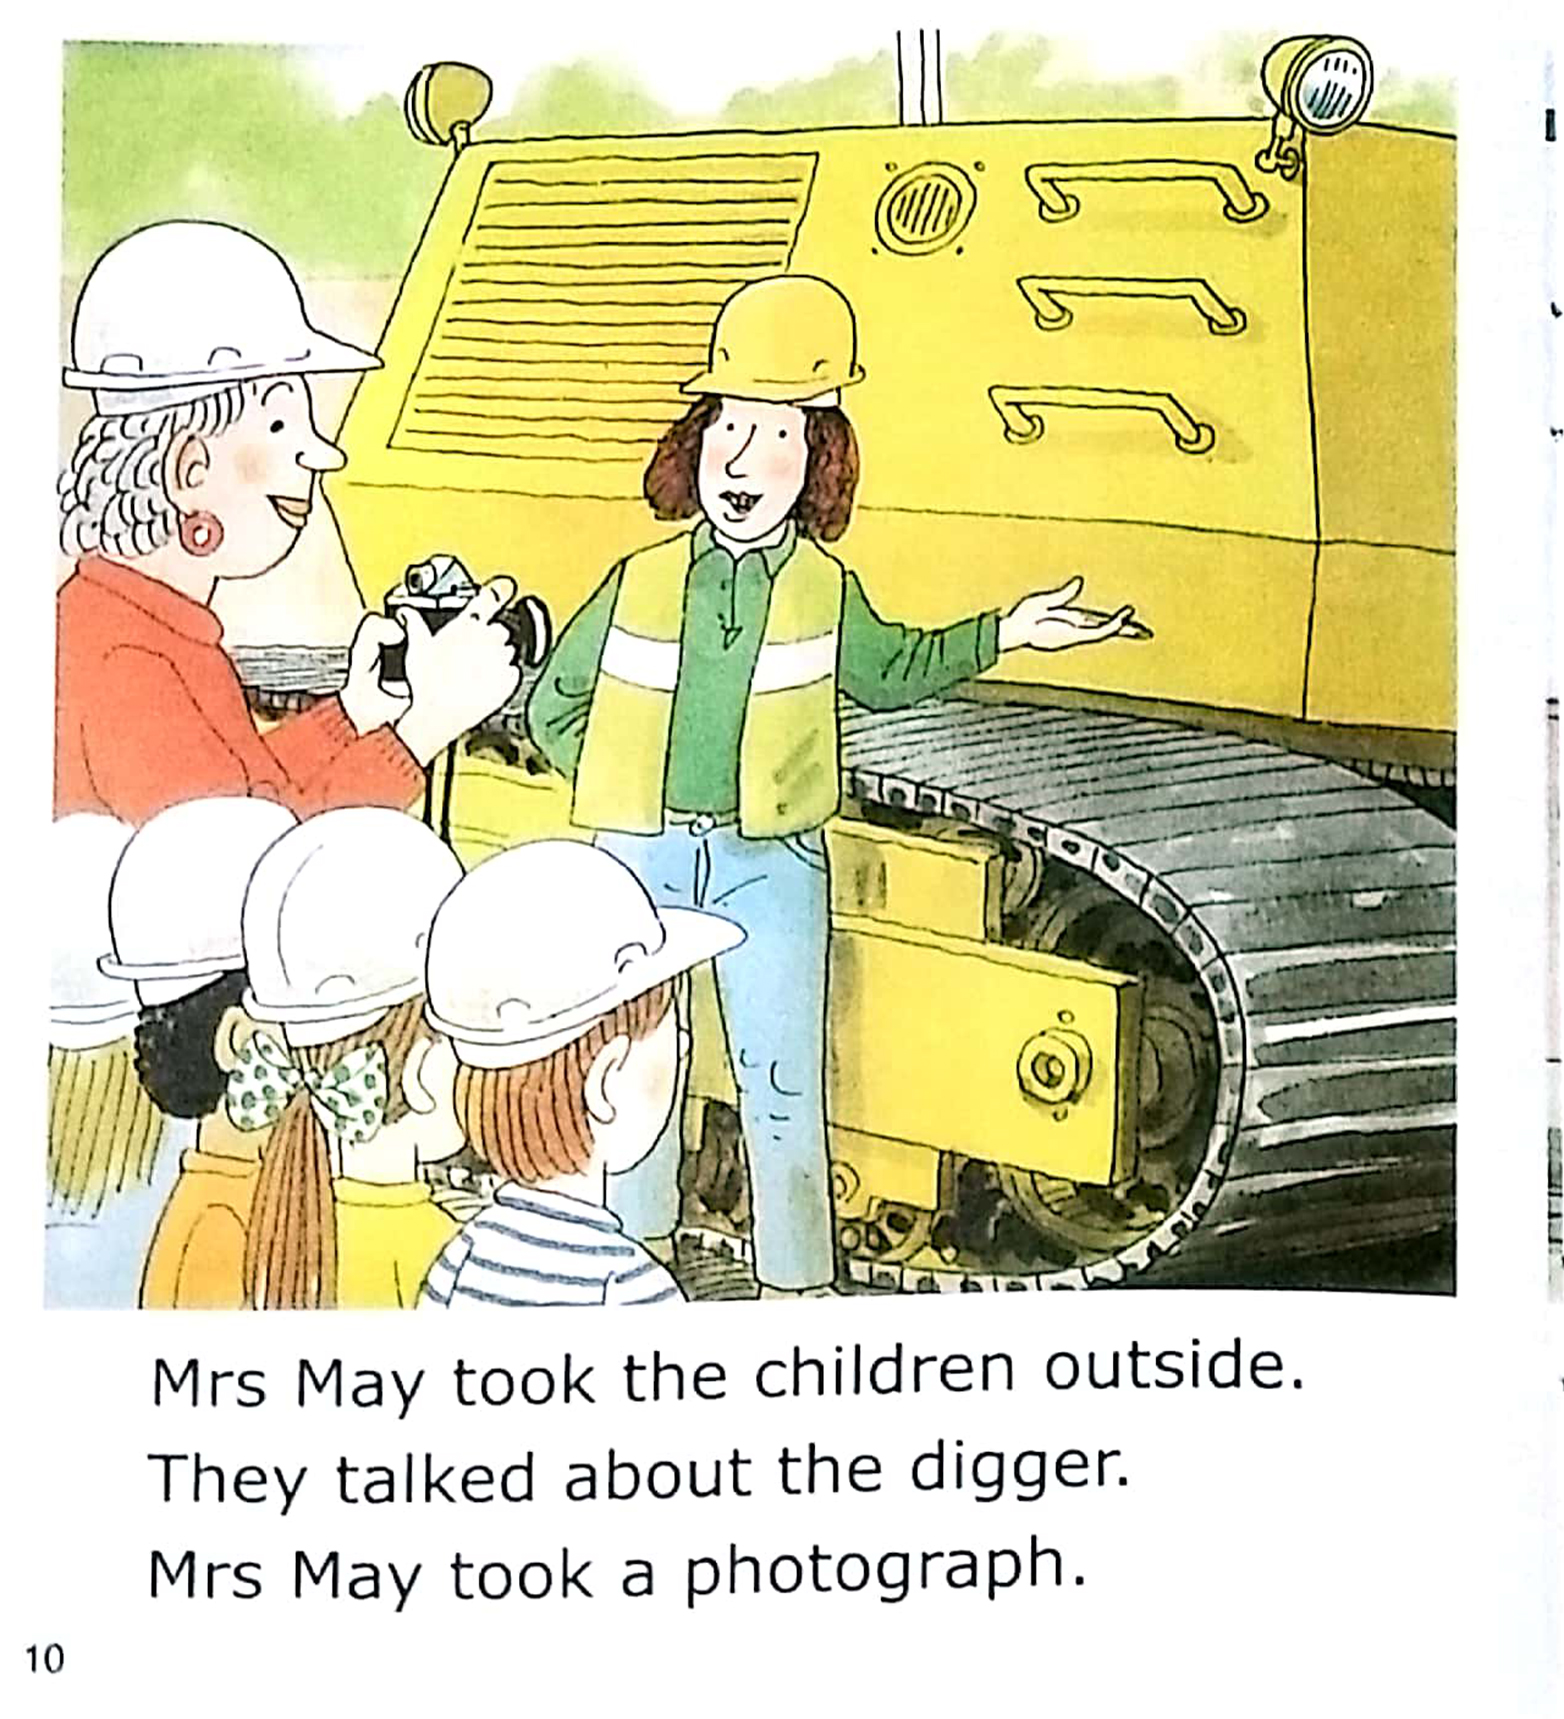 Mrs May took the children outside.
They talked about the digger.
Mrs May took a photograph.
10